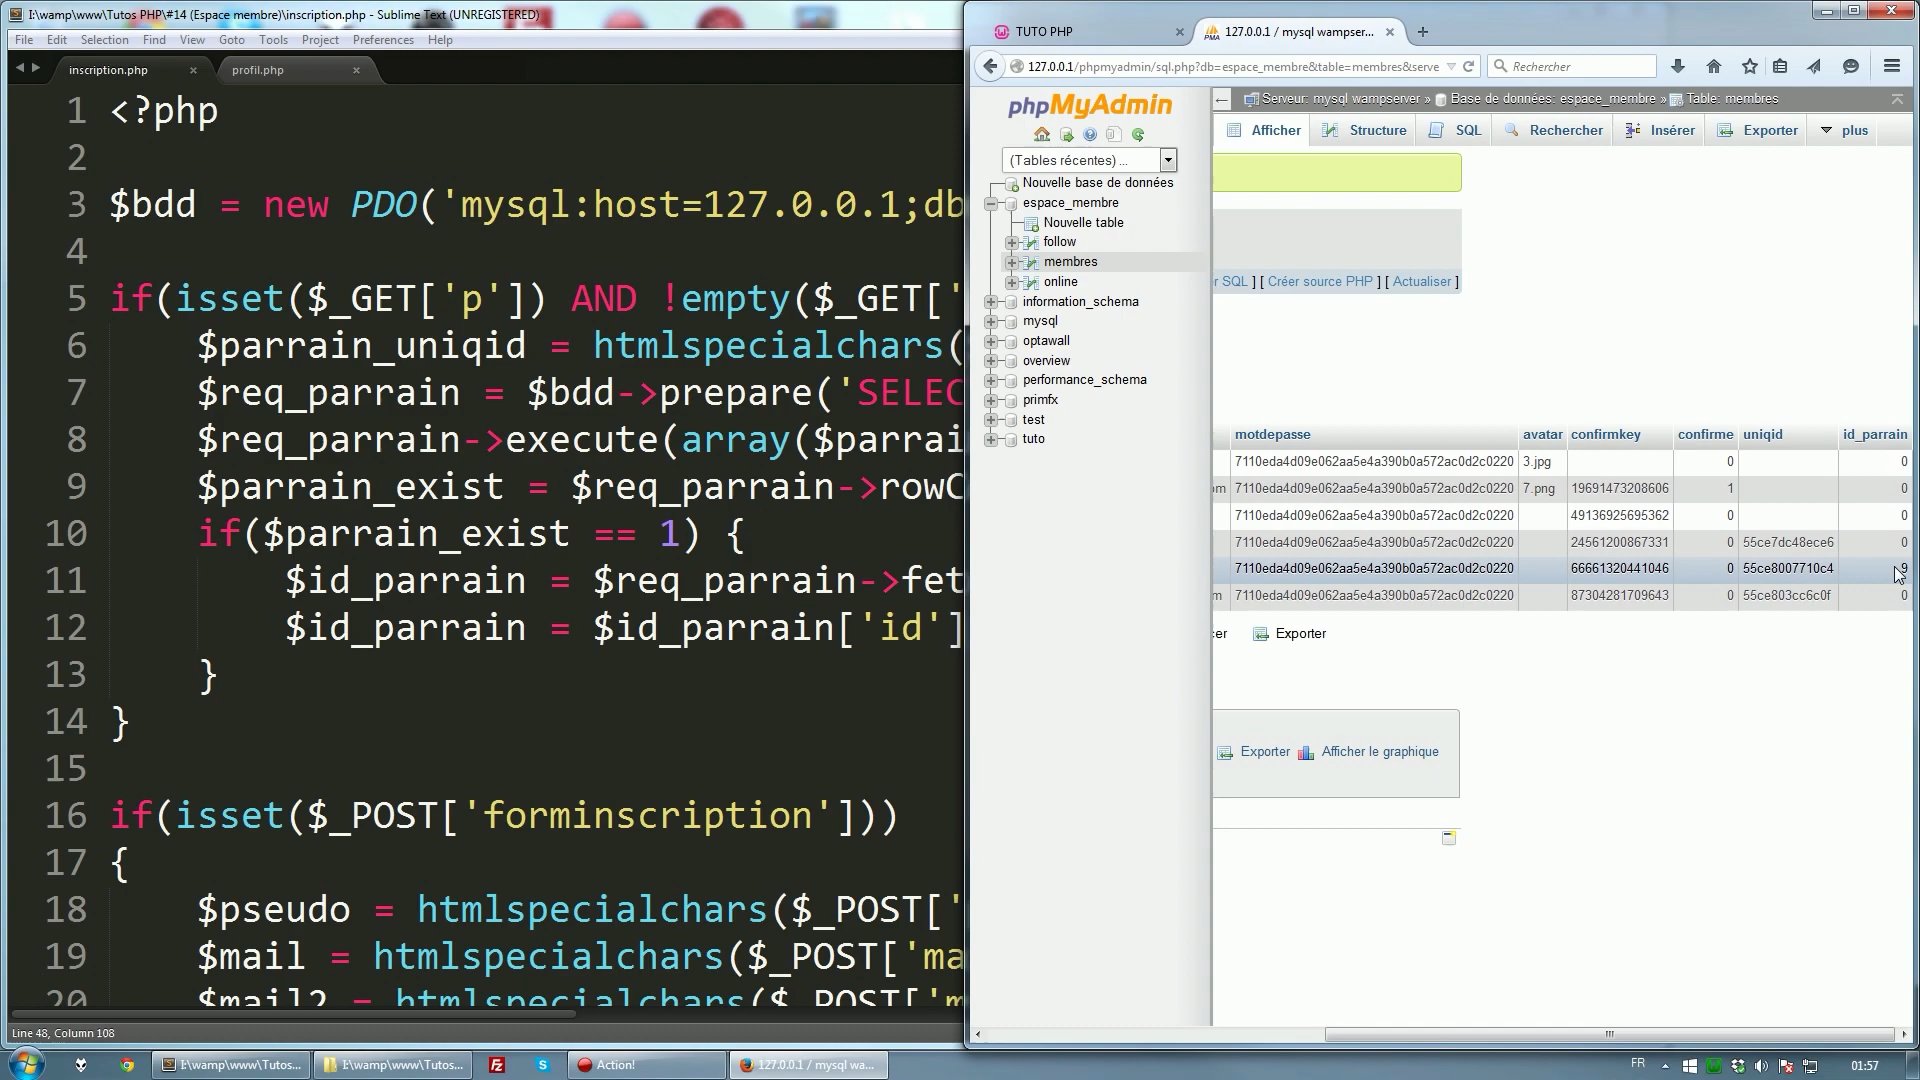 I:\wamp\www\Tutos PHP\#14 (Espace membre)\inscription.php - Sublime Text (UNREGISTERED)
File Edit Selection Find View Goto Tools Project Preferences Help
inscription.php profil.php
1 <?php
2
3 $bdd = new PDO('mysql:host=127.0.0.1;db
4
5 if(isset($_GET['p']) AND !empty($_GET['
6 $parrain_uniqid = htmlspecialchars(
7 $req_parrain = $bdd->prepare('SELEC
8 $req_parrain->execute(array($parrai
9 $parrain_exist = $req_parrain->rowC
10 if($parrain_exist == 1) {
11 $id_parrain = $req_parrain->fet
12 $id_parrain = $id_parrain['id']
13 }
14 }
15
16 if(isset($_POST['forminscription']))
17 {
18 $pseudo = htmlspecialchars($_POST['
19 $mail = htmlspecialchars($_POST['ma
20 $mail2 = htmlspecialchars($_POST['m
Line 48, Column 108
TUTO PHP
127.0.0.1 / mysql wampser...
127.0.0.1/phpmyadmin/sql.php?db=espace_membre&table=membres&serve
Rechercher
phpMyAdmin
(Tables récentes) ...
Nouvelle base de données
espace_membre
Nouvelle table
follow
membres
online
information_schema
mysql
optawall
overview
performance_schema
primfx
test
tuto
Serveur: mysql wampserver » Base de données: espace_membre » Table: membres
Afficher Structure SQL Rechercher Insérer Exporter plus
r SQL ] [ Créer source PHP ] [ Actualiser ]
motdepasse avatar confirmkey confirme uniqid id_parrain
7110eda4d09e062aa5e4a390b0a572ac0d2c0220 3.jpg 0 0
om 7110eda4d09e062aa5e4a390b0a572ac0d2c0220 7.png 19691473208606 1 0
7110eda4d09e062aa5e4a390b0a572ac0d2c0220 49136925695362 0 0
7110eda4d09e062aa5e4a390b0a572ac0d2c0220 24561200867331 0 55ce7dc48ece6 0
7110eda4d09e062aa5e4a390b0a572ac0d2c0220 66661320441046 0 55ce8007710c4 9
m 7110eda4d09e062aa5e4a390b0a572ac0d2c0220 87304281709643 0 55ce803cc6c0f 0
cer Exporter
Exporter Afficher le graphique
I:\wamp\www\Tutos... I:\wamp\www\Tutos... Action! 127.0.0.1 / mysql wa... FR 01:57